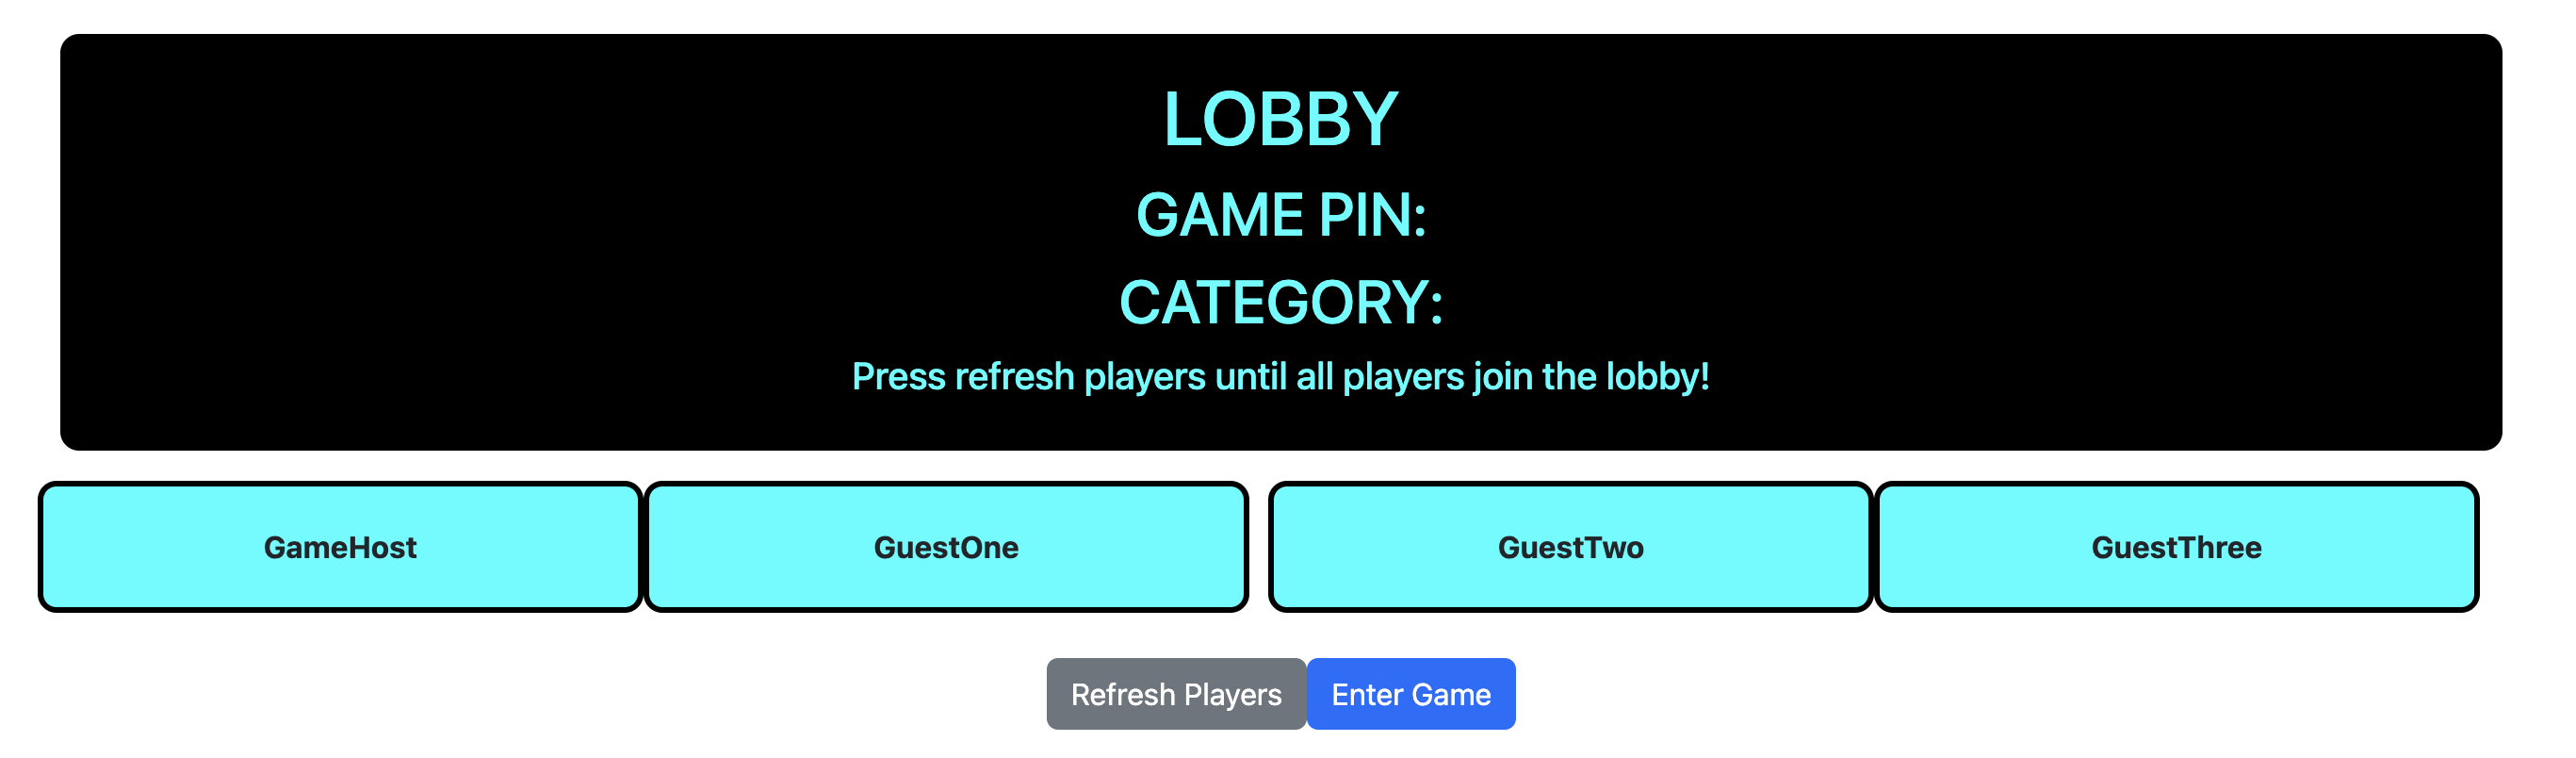 LOBBY
GAME PIN:
CATEGORY:
Press refresh players until all players join the lobby!
GameHost GuestOne GuestTwo GuestThree
Refresh Players Enter Game